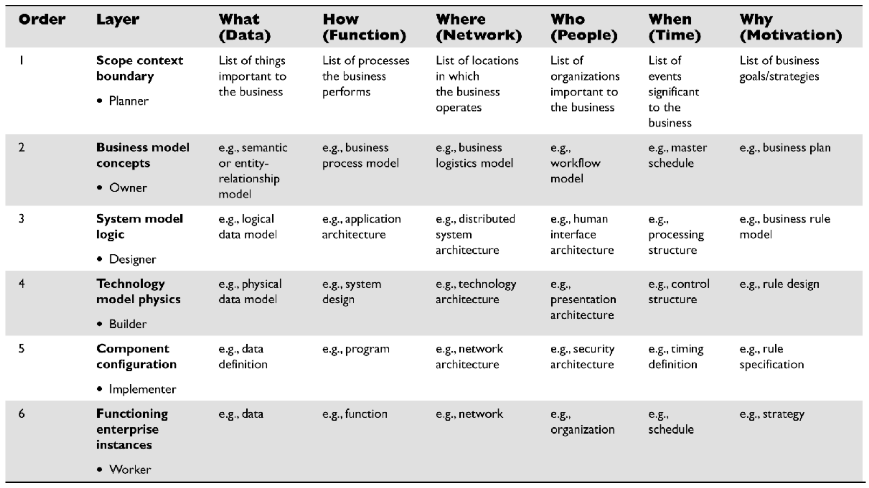 Order Layer What (Data) How (Function) Where (Network) Who (People) When (Time) Why (Motivation)
1 Scope context boundary • Planner List of things important to the business List of processes the business performs List of locations in which the business operates List of organizations important to the business List of events significant to the business List of business goals/strategies
2 Business model concepts • Owner e.g., semantic or entity-relationship model e.g., business process model e.g., business logistics model e.g., workflow model e.g., master schedule e.g., business plan
3 System model logic • Designer e.g., logical data model e.g., application architecture e.g., distributed system architecture e.g., human interface architecture e.g., processing structure e.g., business rule model
4 Technology model physics • Builder e.g., physical data model e.g., system design e.g., technology architecture e.g., presentation architecture e.g., control structure e.g., rule design
5 Component configuration • Implementer e.g., data definition e.g., program e.g., network architecture e.g., security architecture e.g., timing definition e.g., rule specification
6 Functioning enterprise instances • Worker e.g., data e.g., function e.g., network e.g., organization e.g., schedule e.g., strategy